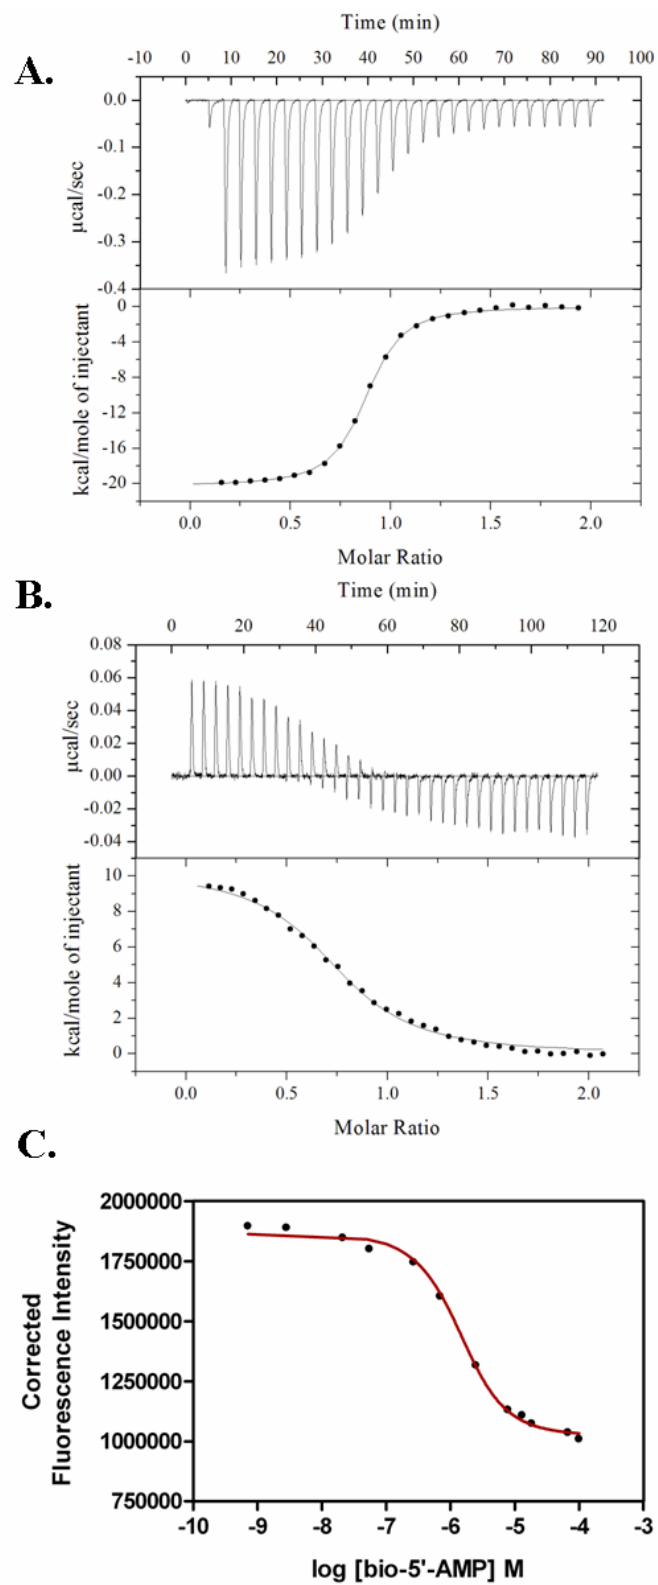 Time (min)
-10 0 10 20 30 40 50 60 70 80 90 100
A.
0.0
-0.1
-0.2
-0.3
-0.4
µcal/sec
0
-4
-8
-12
-16
-20
kcal/mole of injectant
0.0 0.5 1.0 1.5 2.0
Molar Ratio
B.
Time (min)
0 20 40 60 80 100 120
0.08
0.06
0.04
0.02
0.00
-0.02
-0.04
µcal/sec
10
8
6
4
2
0
kcal/mole of injectant
0.0 0.5 1.0 1.5 2.0
Molar Ratio
C.
2000000
1750000
1500000
1250000
1000000
750000
Corrected
Fluorescence Intensity
-10 -9 -8 -7 -6 -5 -4 -3
log [bio-5'-AMP] M